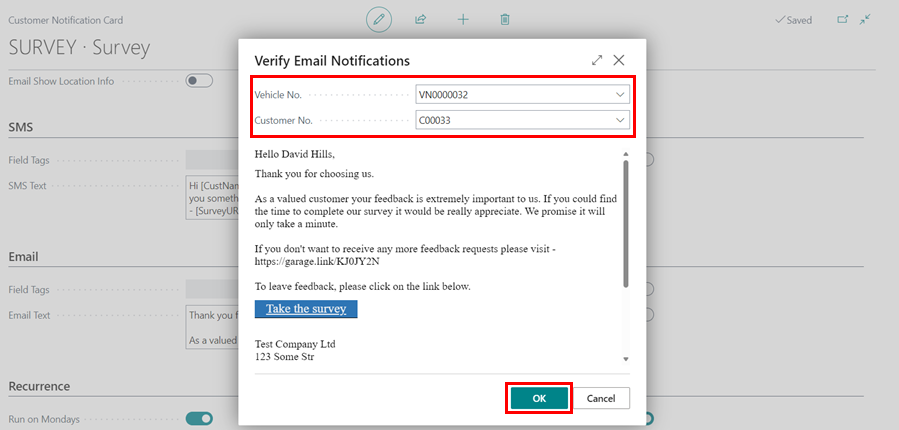 Customer Notification Card
Saved
SURVEY · Survey
Email Show Location Info
SMS
Field Tags
SMS Text
Hi [CustNam
you someth
- [SurveyUR
Email
Field Tags
Email Text
Thank you f
As a valued
Recurrence
Run on Mondays
Verify Email Notifications
Vehicle No.
VN0000032
Customer No.
C00033
Hello David Hills,
Thank you for choosing us.
As a valued customer your feedback is extremely important to us. If you could find
the time to complete our survey it would be really appreciate. We promise it will
only take a minute.
If you don't want to receive any more feedback requests please visit -
https://garage.link/KJ0JY2N
To leave feedback, please click on the link below.
Take the survey
Test Company Ltd
123 Some Str
OK
Cancel